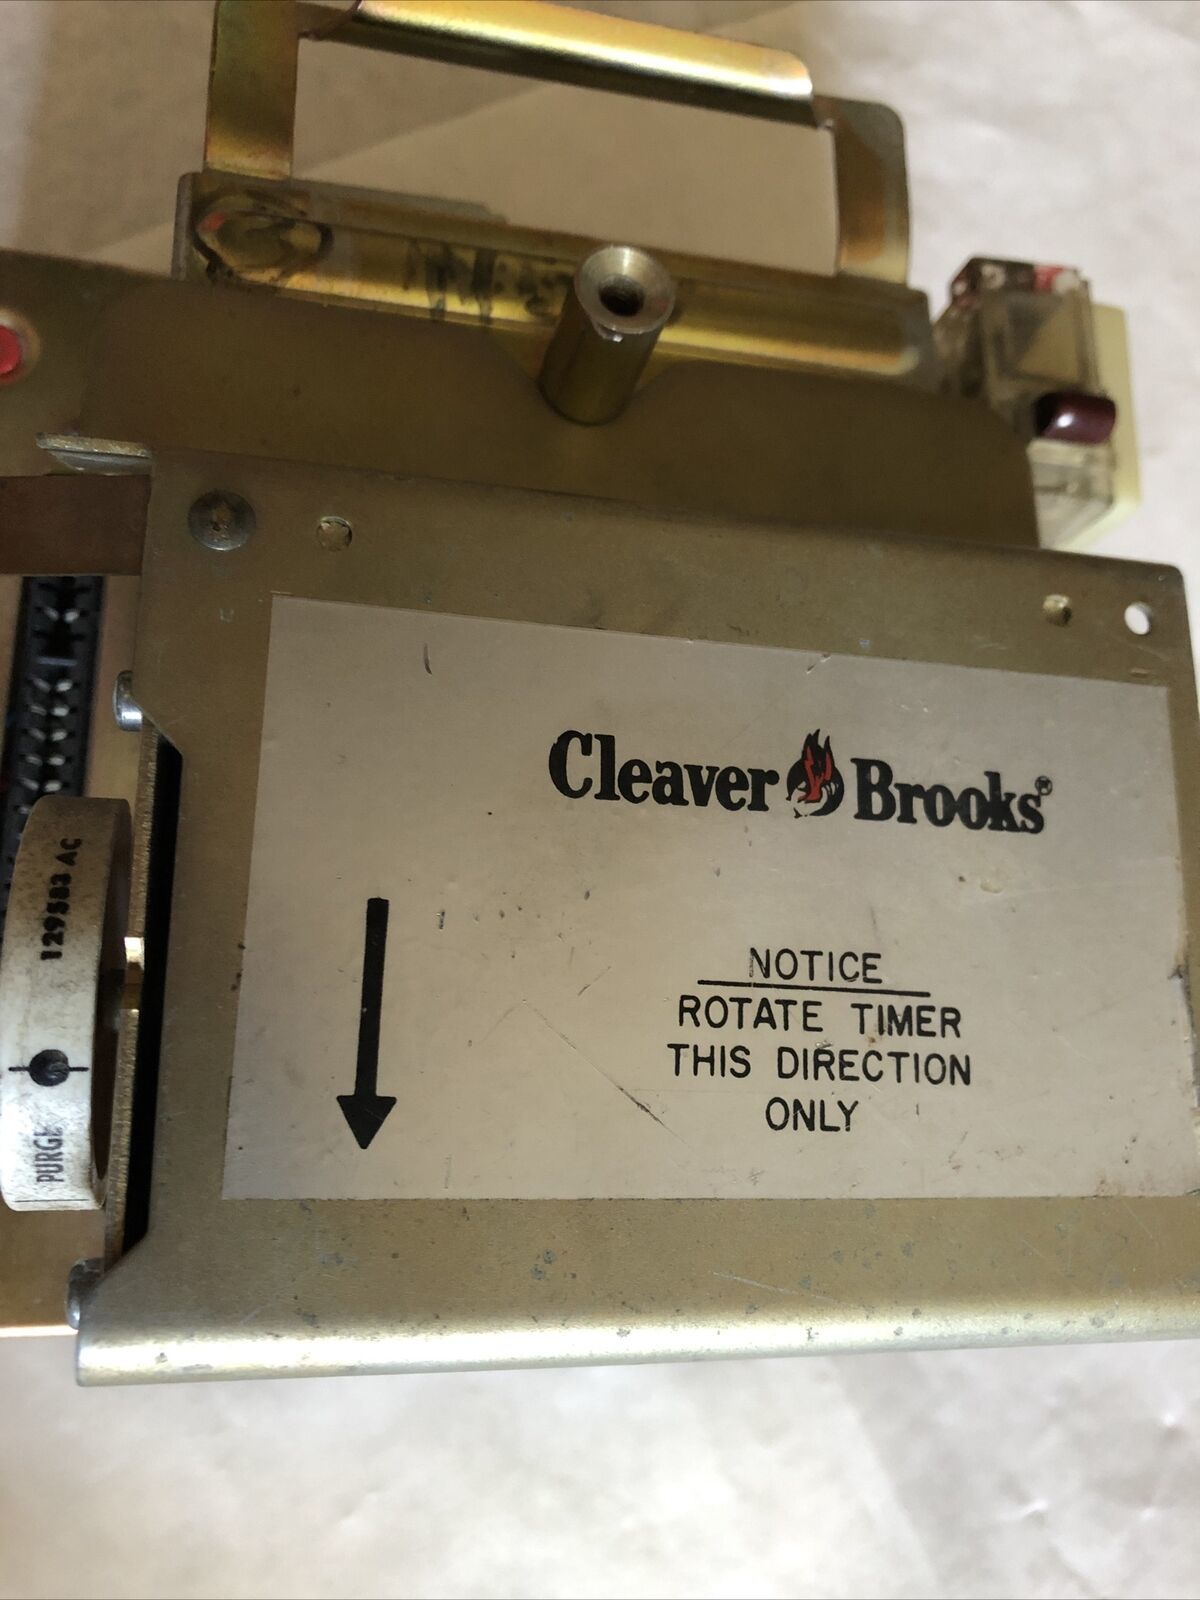 Cleaver Brooks®
NOTICE
ROTATE TIMER
THIS DIRECTION
ONLY
129583 AC
PURGE